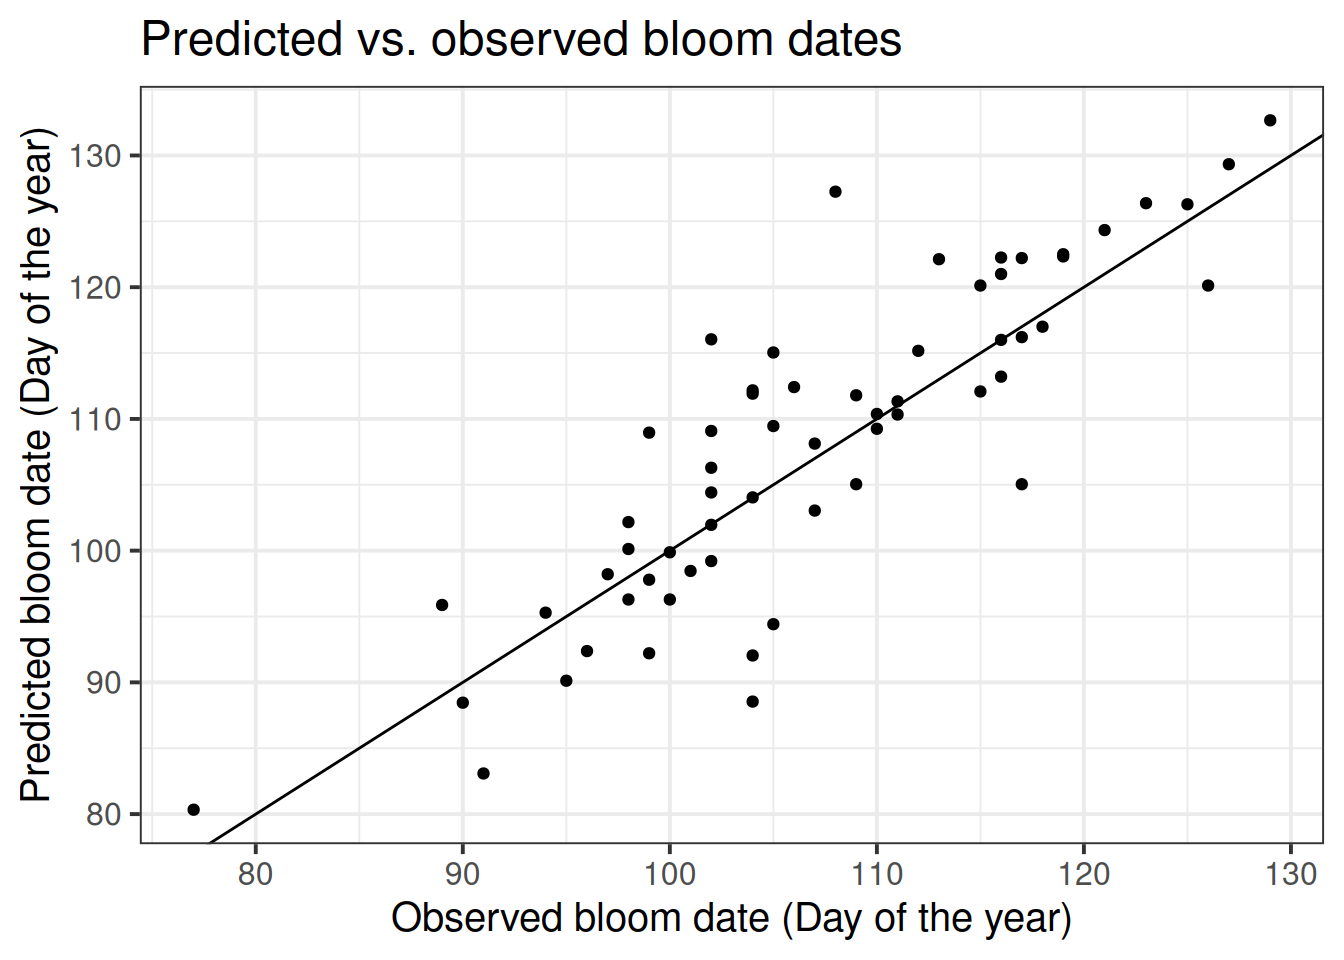 Predicted vs. observed bloom dates
Predicted bloom date (Day of the year)
130
120
110
100
90
80
80 90 100 110 120 130
Observed bloom date (Day of the year)